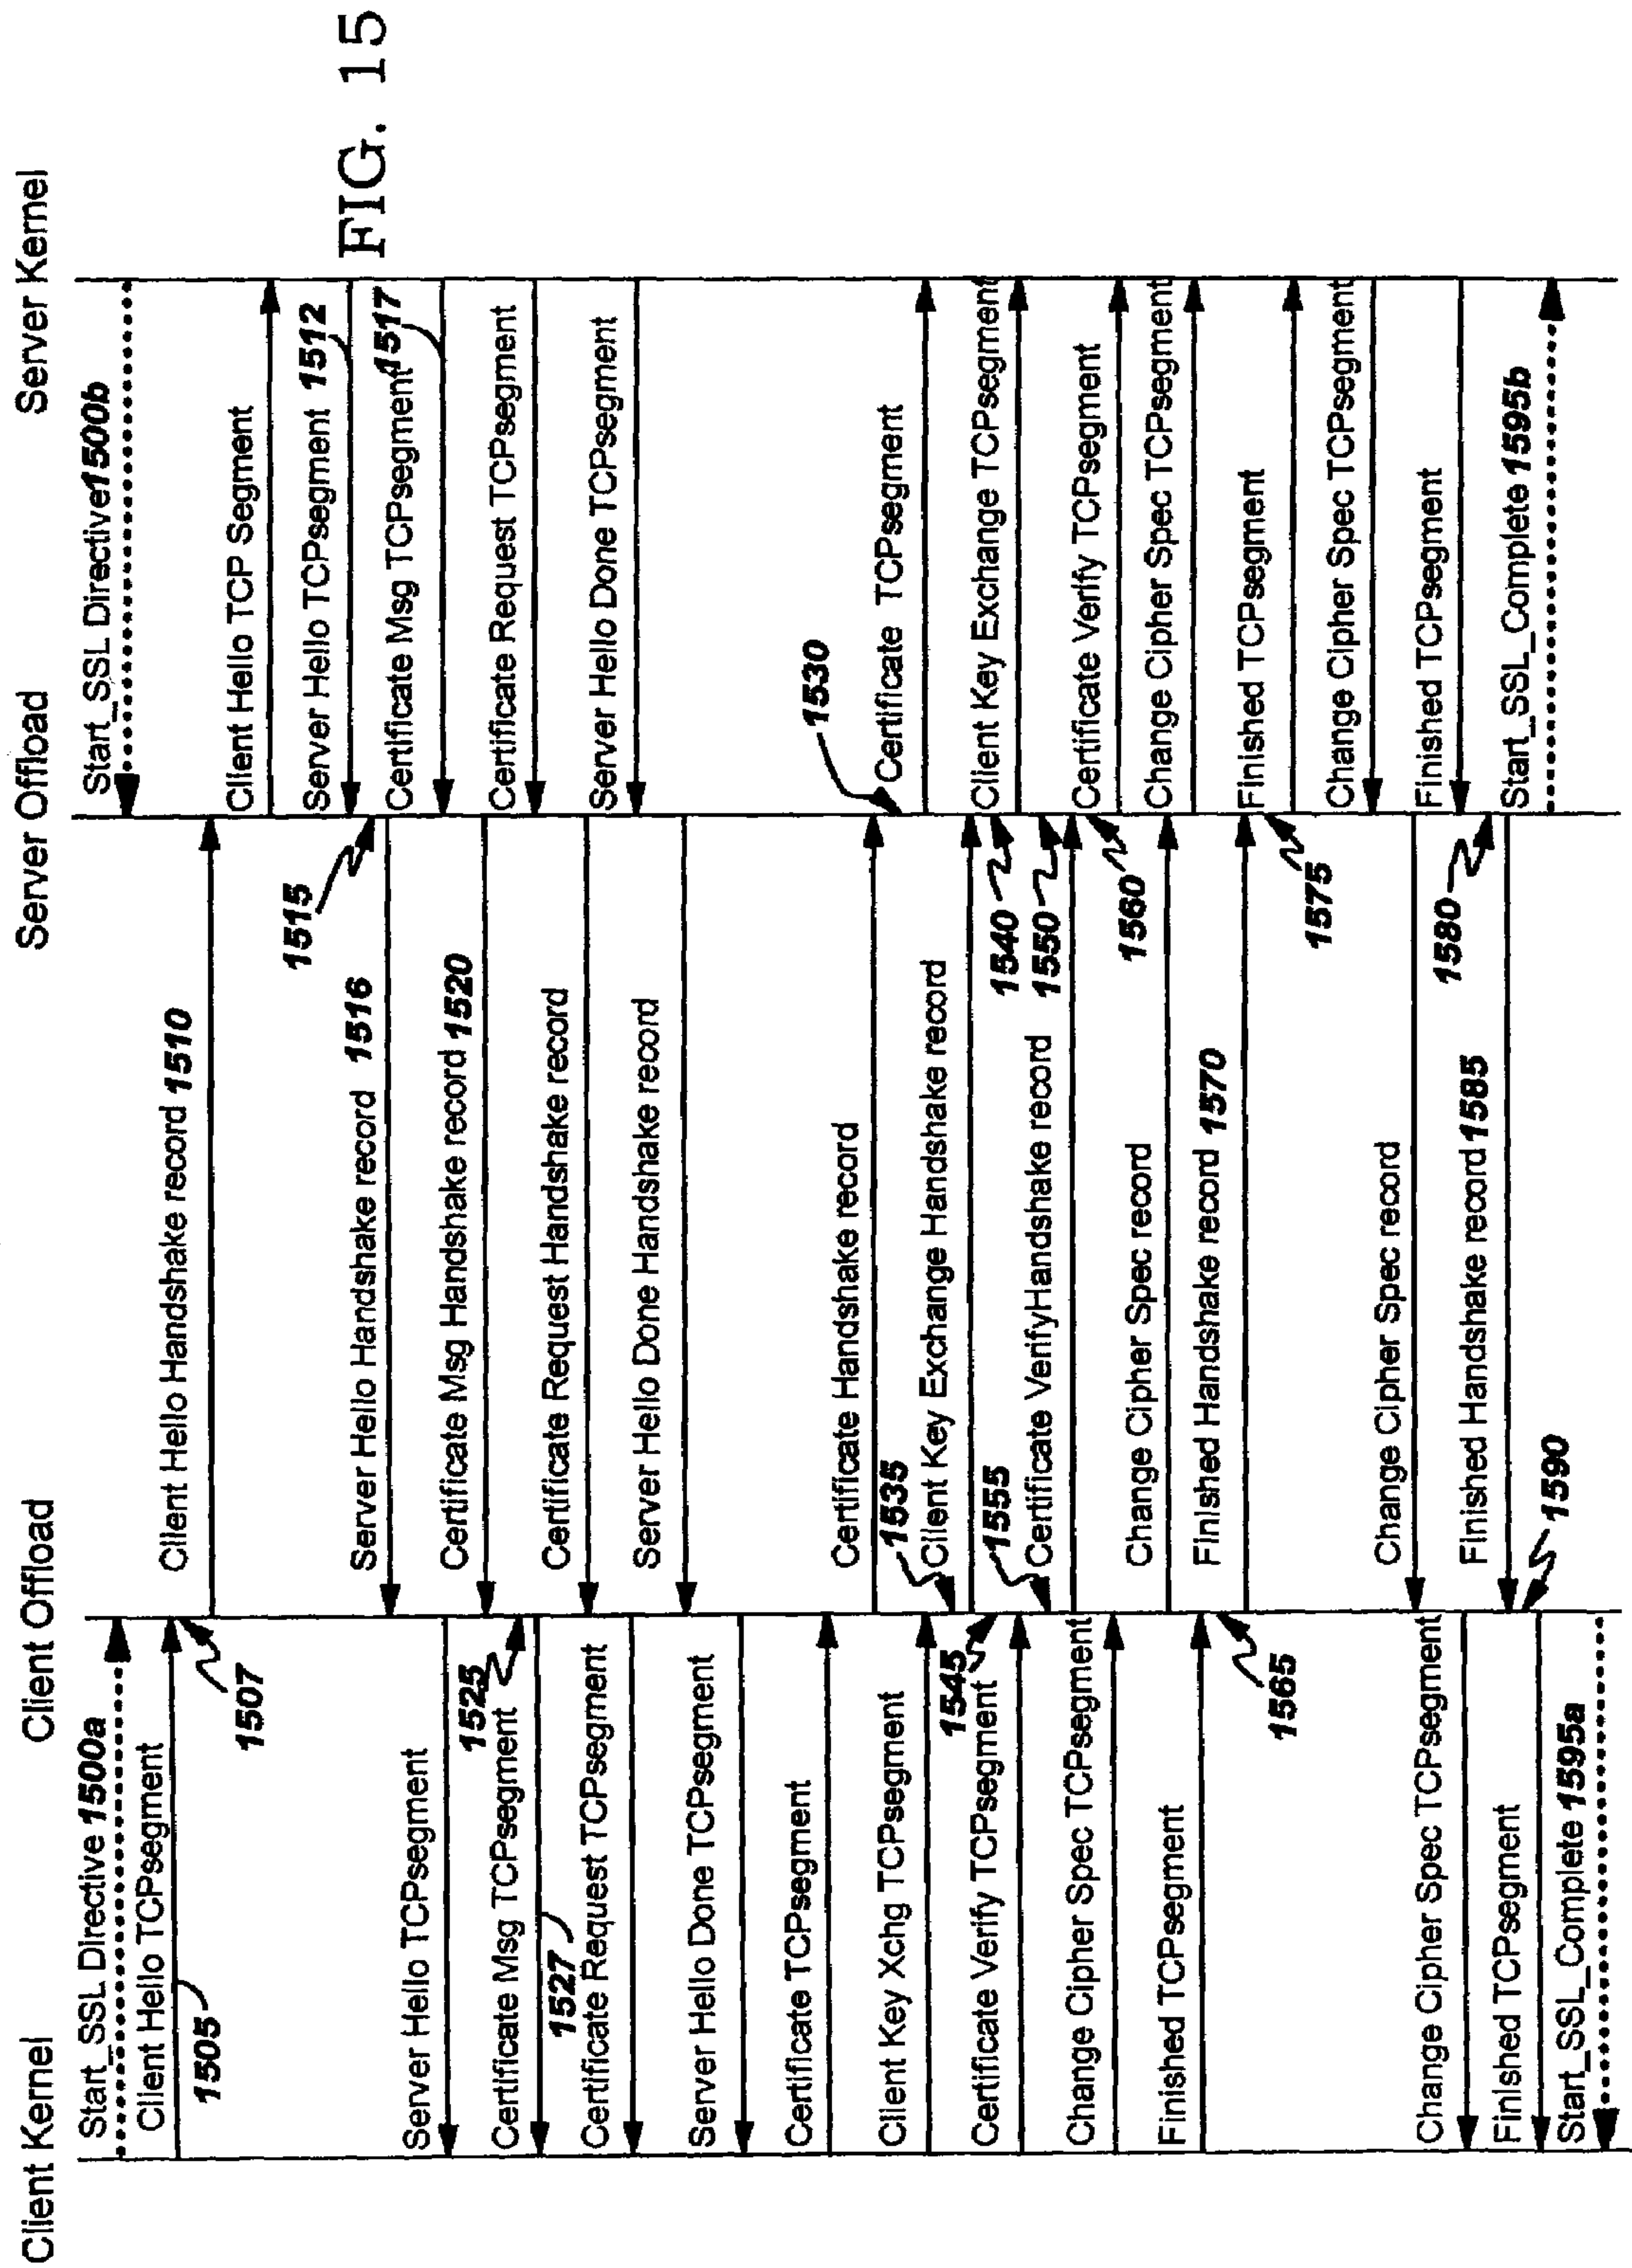 Client Kernel
Client Offload
Server Offload
Server Kernel
FIG. 15
Start_SSL Directive 1500a
Client Hello TCPsegment
1505
1507
Server Hello TCPsegment
1525
Certificate Msg TCPsegment
1527
Certificate Request TCPsegment
Server Hello Done TCPsegment
Certificate TCPsegment
Client Key Xchg TCPsegment
1545
Certificate Verify TCPsegment
Change Cipher Spec TCPsegment
Finished TCPsegment
1565
Change Cipher Spec TCPsegment
Finished TCPsegment
Start_SSL_Complete 1595a
Client Hello Handshake record 1510
1515
Server Hello Handshake record 1516
Certificate Msg Handshake record 1520
Certificate Request Handshake record
Server Hello Done Handshake record
Certificate Handshake record
1535
Client Key Exchange Handshake record
1540
1555
1550
Certificate VerifyHandshake record
1560
Change Cipher Spec record
Finished Handshake record 1570
1575
Change Cipher Spec record
1580
Finished Handshake record 1585
1590
Start_SSL Directive1500b
Client Hello TCP Segment
Server Hello TCPsegment 1512
Certificate Msg TCPsegment 1517
Certificate Request TCPsegment
Server Hello Done TCPsegment
1530
Certificate TCPsegment
Client Key Exchange TCPsegment
Certificate Verify TCPsegment
Change Cipher Spec TCPsegment
Finished TCPsegment
Change Cipher Spec TCPsegment
Finished TCPsegment
Start_SSL_Complete 1595b